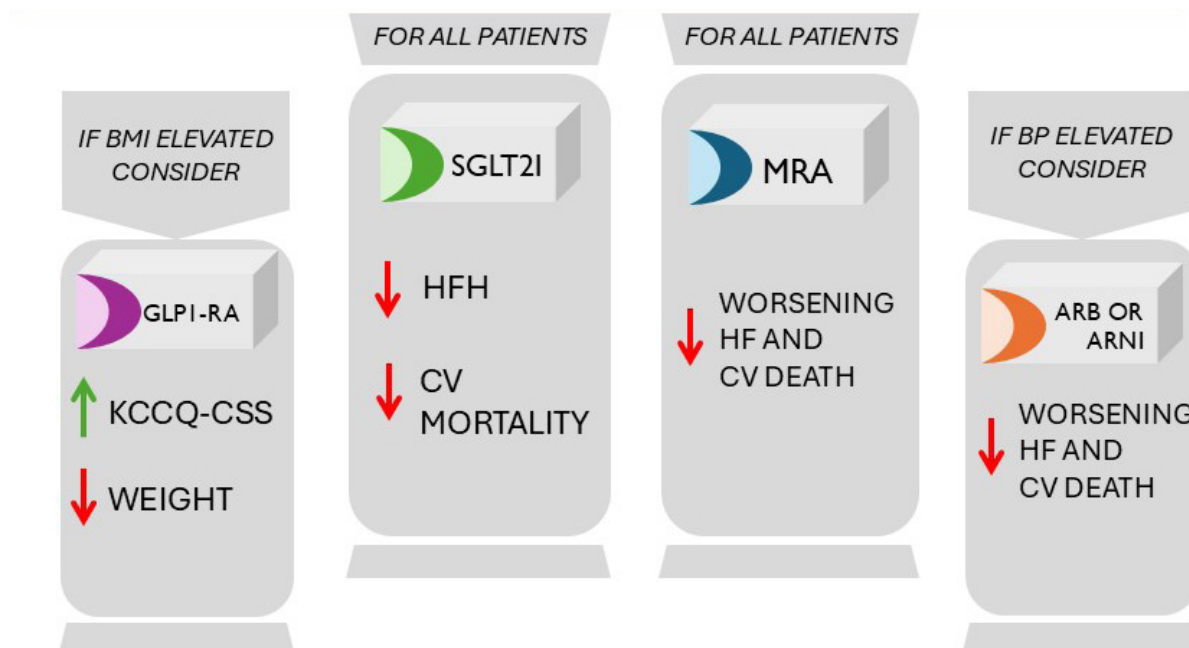 IF BMI ELEVATED
CONSIDER
GLP1-RA
KCCQ-CSS
WEIGHT
FOR ALL PATIENTS
SGLT2I
HFH
CV
MORTALITY
FOR ALL PATIENTS
MRA
WORSENING
HF AND
CV DEATH
IF BP ELEVATED
CONSIDER
ARB OR
ARNI
WORSENING
HF AND
CV DEATH